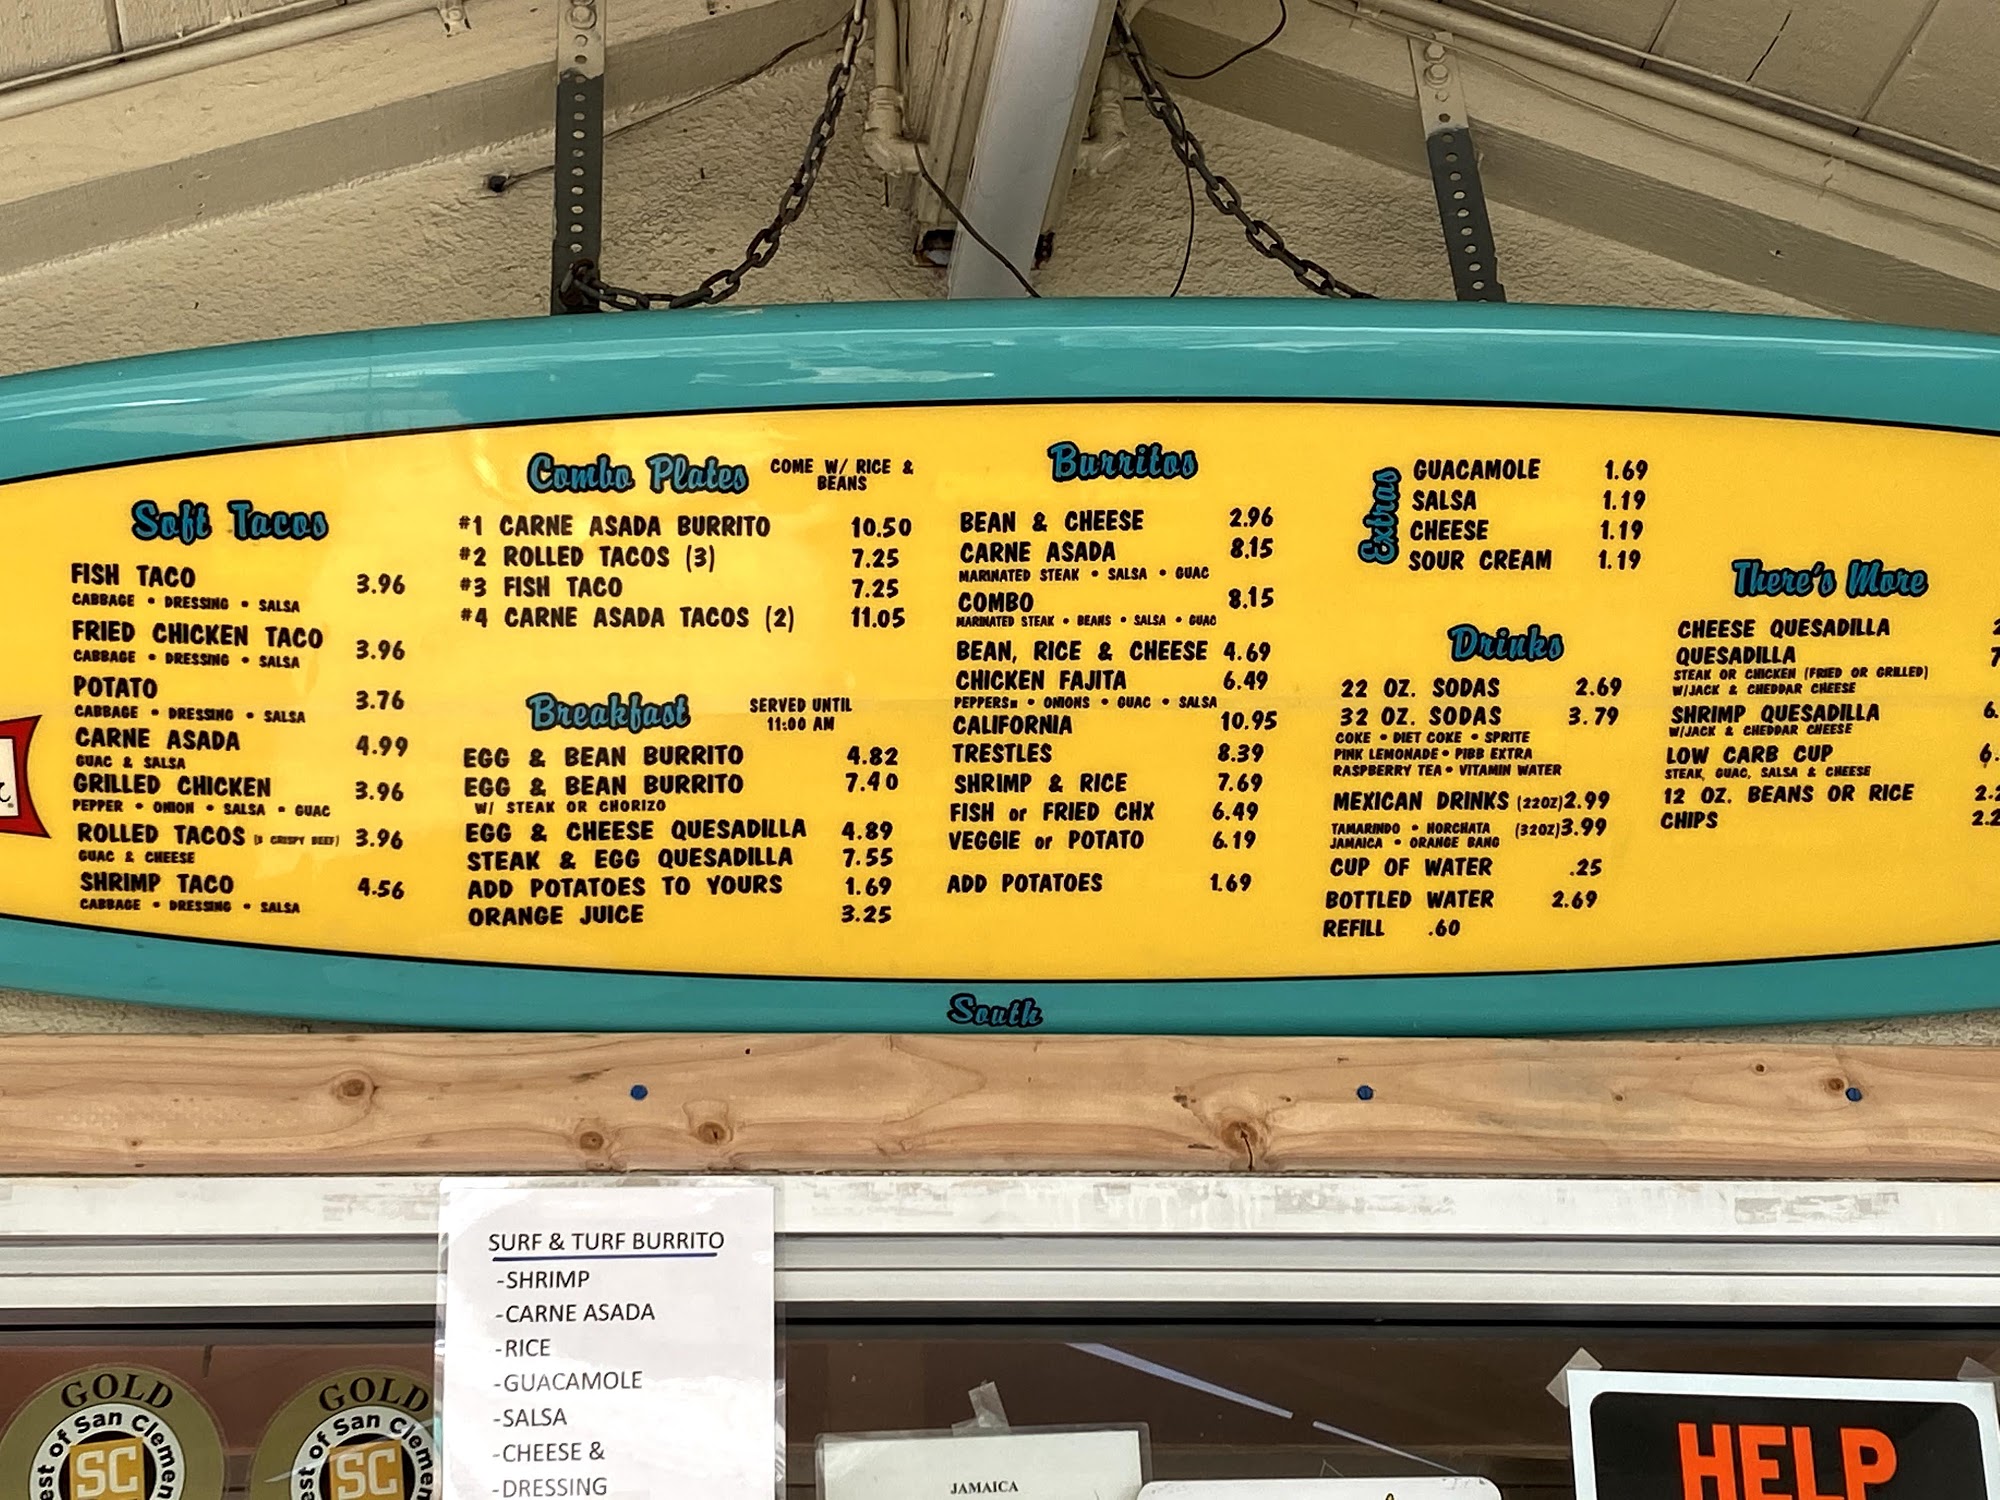 Soft Tacos
FISH TACO 3.96
CABBAGE • DRESSING • SALSA
FRIED CHICKEN TACO 3.96
CABBAGE • DRESSING • SALSA
POTATO 3.76
CABBAGE • DRESSING • SALSA
CARNE ASADA 4.99
GUAC & SALSA
GRILLED CHICKEN 3.96
PEPPER • ONION • SALSA • GUAC
ROLLED TACOS (3 CRISPY BEEF) 3.96
GUAC & CHEESE
SHRIMP TACO 4.56
CABBAGE • DRESSING • SALSA
Combo Plates COME W/ RICE &
BEANS
#1 CARNE ASADA BURRITO 10.50
#2 ROLLED TACOS (3) 7.25
#3 FISH TACO 7.25
#4 CARNE ASADA TACOS (2) 11.05
Breakfast SERVED UNTIL
11:00 AM
EGG & BEAN BURRITO 4.82
EGG & BEAN BURRITO 7.40
W/ STEAK OR CHORIZO
EGG & CHEESE QUESADILLA 4.89
STEAK & EGG QUESADILLA 7.55
ADD POTATOES TO YOURS 1.69
ORANGE JUICE 3.25
Burritos
BEAN & CHEESE 2.96
CARNE ASADA 8.15
MARINATED STEAK • SALSA • GUAC
COMBO 8.15
MARINATED STEAK • BEANS • SALSA • GUAC
BEAN, RICE & CHEESE 4.69
CHICKEN FAJITA 6.49
PEPPERS • ONIONS • GUAC • SALSA
CALIFORNIA 10.95
TRESTLES 8.39
SHRIMP & RICE 7.69
FISH or FRIED CHX 6.49
VEGGIE or POTATO 6.19
ADD POTATOES 1.69
Extras
GUACAMOLE 1.69
SALSA 1.19
CHEESE 1.19
SOUR CREAM 1.19
Drinks
22 OZ. SODAS 2.69
32 OZ. SODAS 3.79
COKE • DIET COKE • SPRITE
PINK LEMONADE • PIBB EXTRA
RASPBERRY TEA • VITAMIN WATER
MEXICAN DRINKS (22OZ) 2.99
TAMARINDO • HORCHATA (32OZ) 3.99
JAMAICA • ORANGE BANG
CUP OF WATER .25
BOTTLED WATER 2.69
REFILL .60
There's More
CHEESE QUESADILLA
QUESADILLA
STEAK OR CHICKEN (FRIED OR GRILLED)
W/JACK & CHEDDAR CHEESE
SHRIMP QUESADILLA 6.
W/JACK & CHEDDAR CHEESE
LOW CARB CUP 6.
STEAK, GUAC, SALSA & CHEESE
12 OZ. BEANS OR RICE 2.2
CHIPS 2.2
South
SURF & TURF BURRITO
-SHRIMP
-CARNE ASADA
-RICE
-GUACAMOLE
-SALSA
-CHEESE &
-DRESSING
GOLD
est of San Clemen
SC
GOLD
est of San Cleme
SC
JAMAICA
HELP